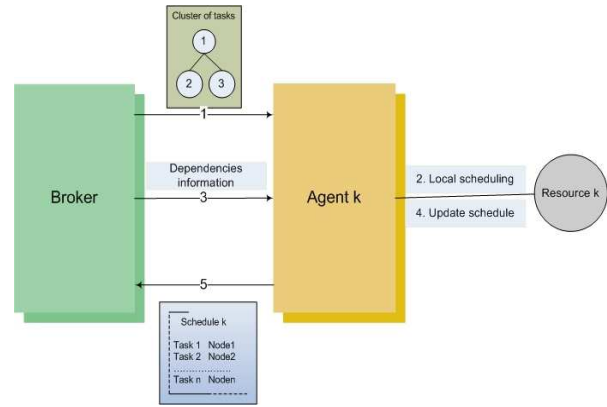 Cluster of tasks
1
2 3
1
Dependencies
information
3
Broker
Agent k
2. Local scheduling
4. Update schedule
Resource k
5
Schedule k
Task 1 Node1
Task 2 Node2
......................
Task n Noden